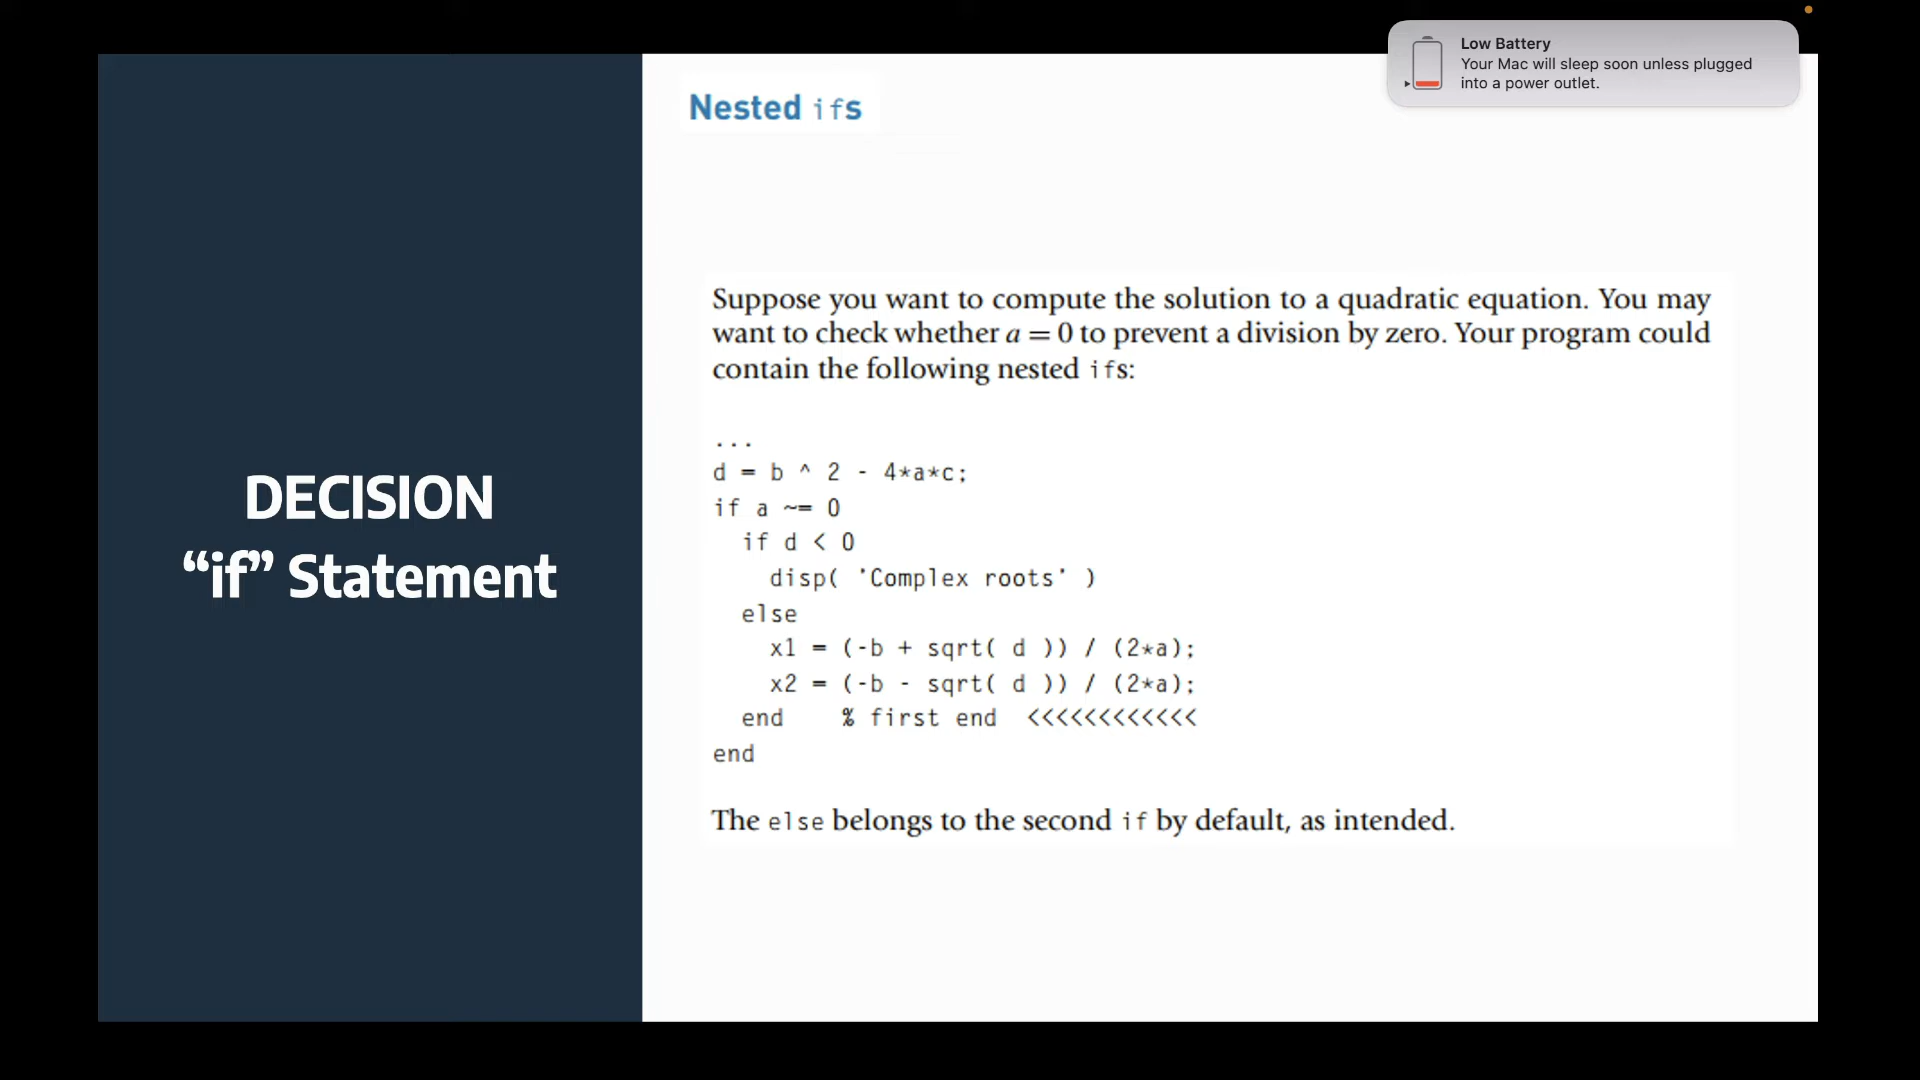 Low Battery
Your Mac will sleep soon unless plugged
into a power outlet.
Nested ifs
DECISION
“if” Statement
Suppose you want to compute the solution to a quadratic equation. You may
want to check whether a = 0 to prevent a division by zero. Your program could
contain the following nested ifs:
...
d = b ^ 2 - 4*a*c;
if a ~= 0
if d < 0
disp( 'Complex roots' )
else
x1 = (-b + sqrt( d )) / (2*a);
x2 = (-b - sqrt( d )) / (2*a);
end % first end <<<<<<<<<<<<
end
The else belongs to the second if by default, as intended.